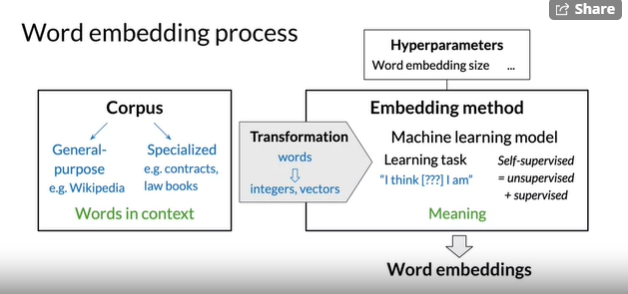 Share
Word embedding process
Hyperparameters
Word embedding size ...
Corpus
General-
purpose
e.g. Wikipedia
Specialized
e.g. contracts,
law books
Words in context
Transformation
words
integers, vectors
Embedding method
Machine learning model
Learning task
"I think [???] I am"
Self-supervised
= unsupervised
+ supervised
Meaning
Word embeddings